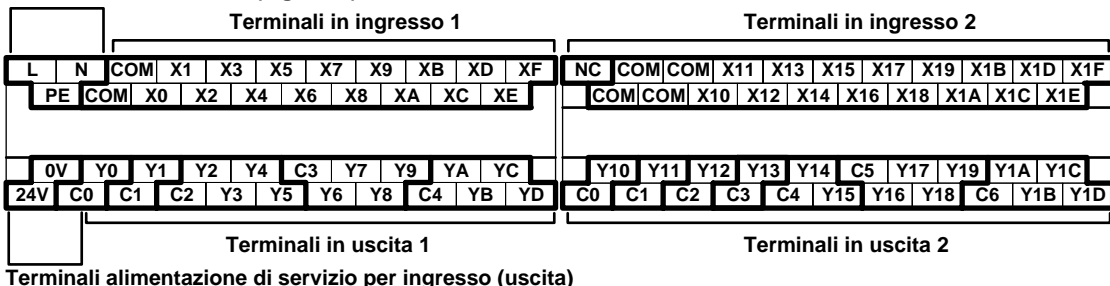 Terminali in ingresso 1 Terminali in ingresso 2
L N COM X1 X3 X5 X7 X9 XB XD XF NC COM COM X11 X13 X15 X17 X19 X1B X1D X1F
PE COM X0 X2 X4 X6 X8 XA XC XE COM COM X10 X12 X14 X16 X18 X1A X1C X1E
0V Y0 Y1 Y2 Y4 C3 Y7 Y9 YA YC Y10 Y11 Y12 Y13 Y14 C5 Y17 Y19 Y1A Y1C
24V C0 C1 C2 Y3 Y5 Y6 Y8 C4 YB YD C0 C1 C2 C3 C4 Y15 Y16 Y18 C6 Y1B Y1D
Terminali in uscita 1 Terminali in uscita 2
Terminali alimentazione di servizio per ingresso (uscita)